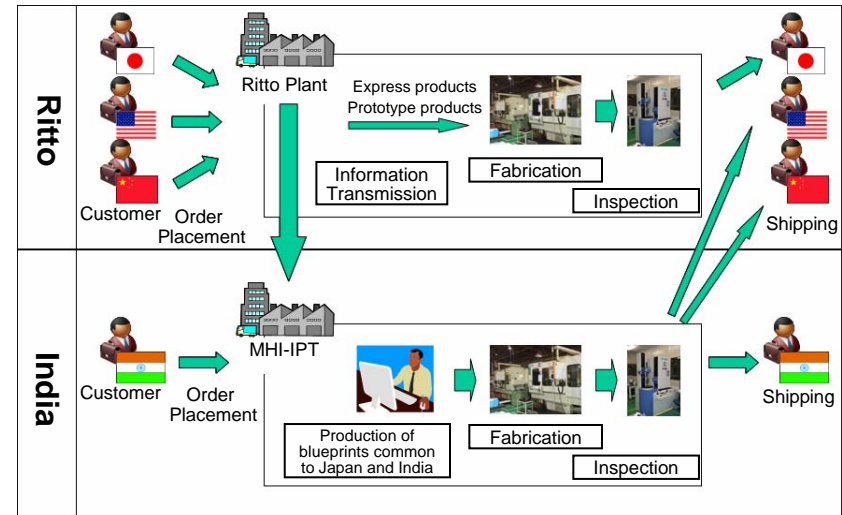 Ritto
Ritto Plant
Express products
Prototype products
Information
Transmission
Fabrication
Inspection
Customer
Order
Placement
Shipping
India
MHI-IPT
Customer
Order
Placement
Production of
blueprints common
to Japan and India
Fabrication
Inspection
Shipping